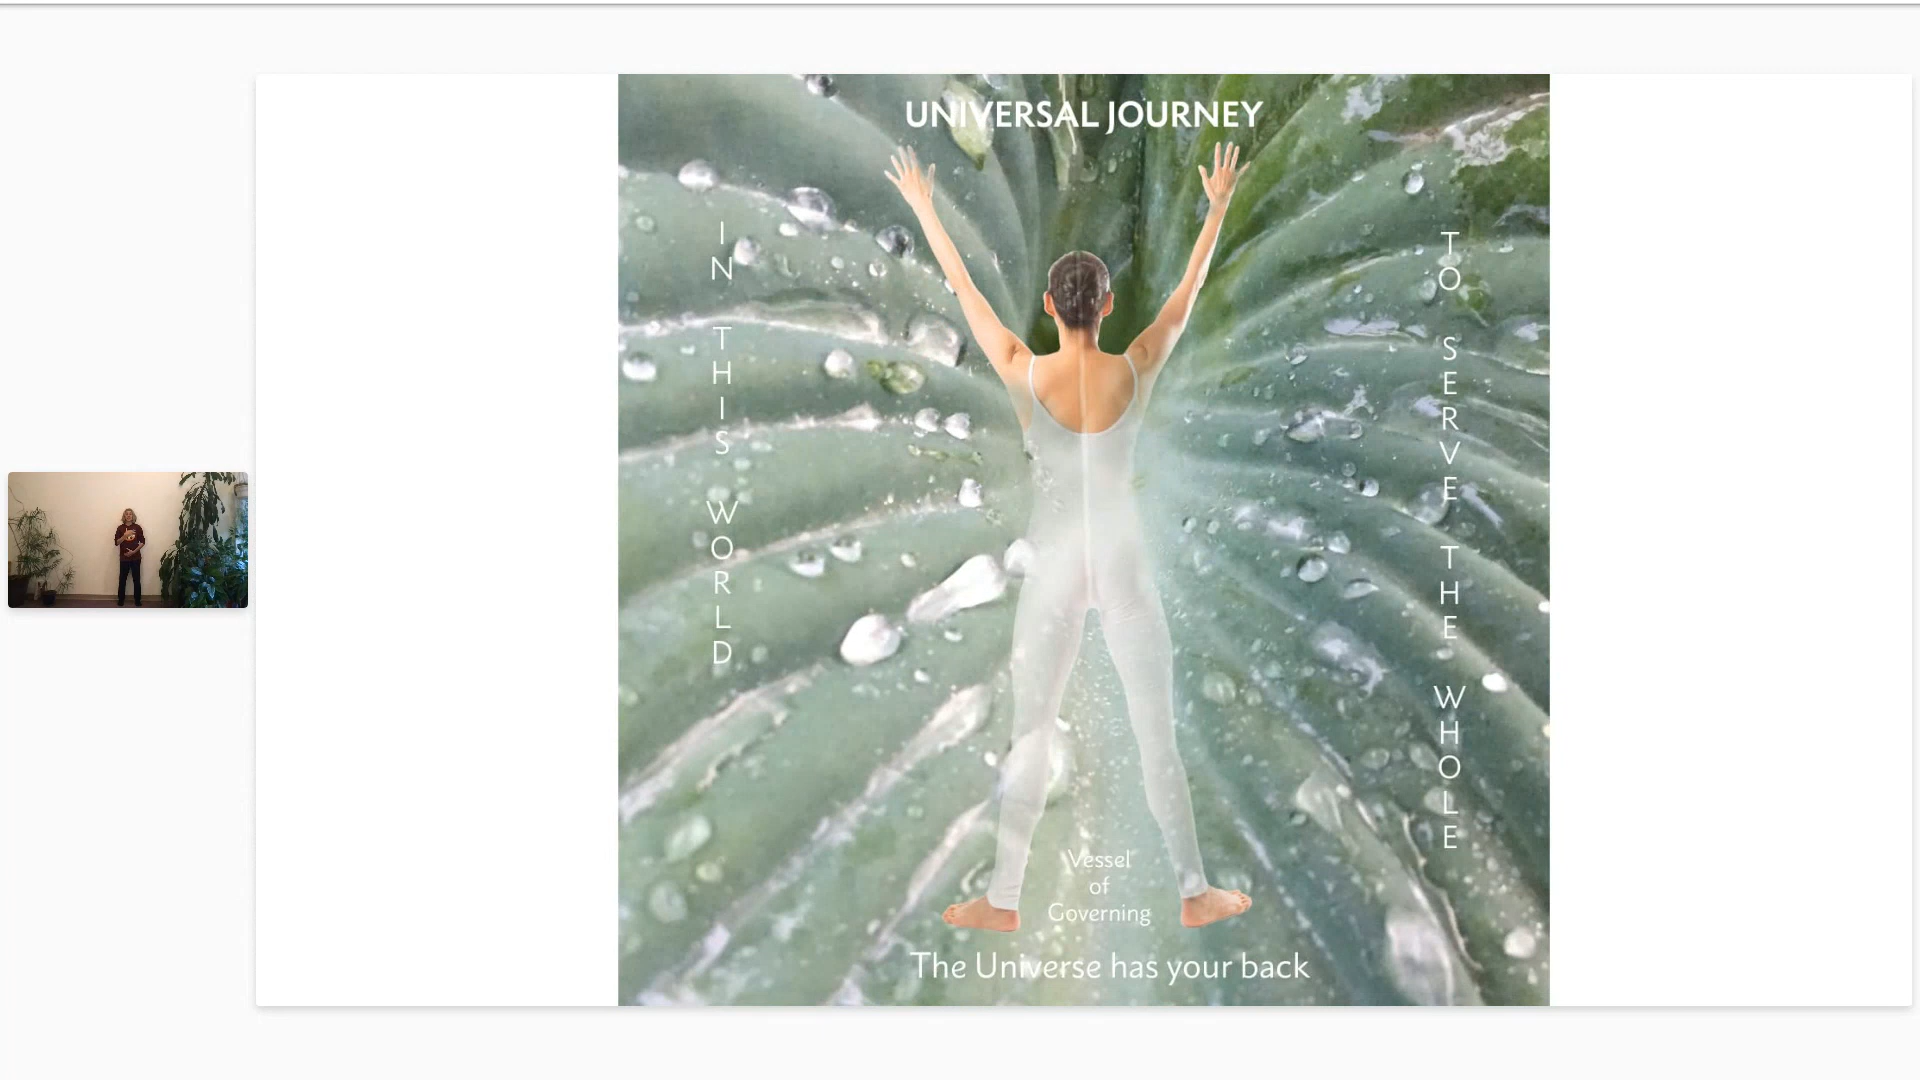 UNIVERSAL JOURNEY
IN THIS WORLD
TO SERVE THE WHOLE
Vessel
of
Governing
The Universe has your back